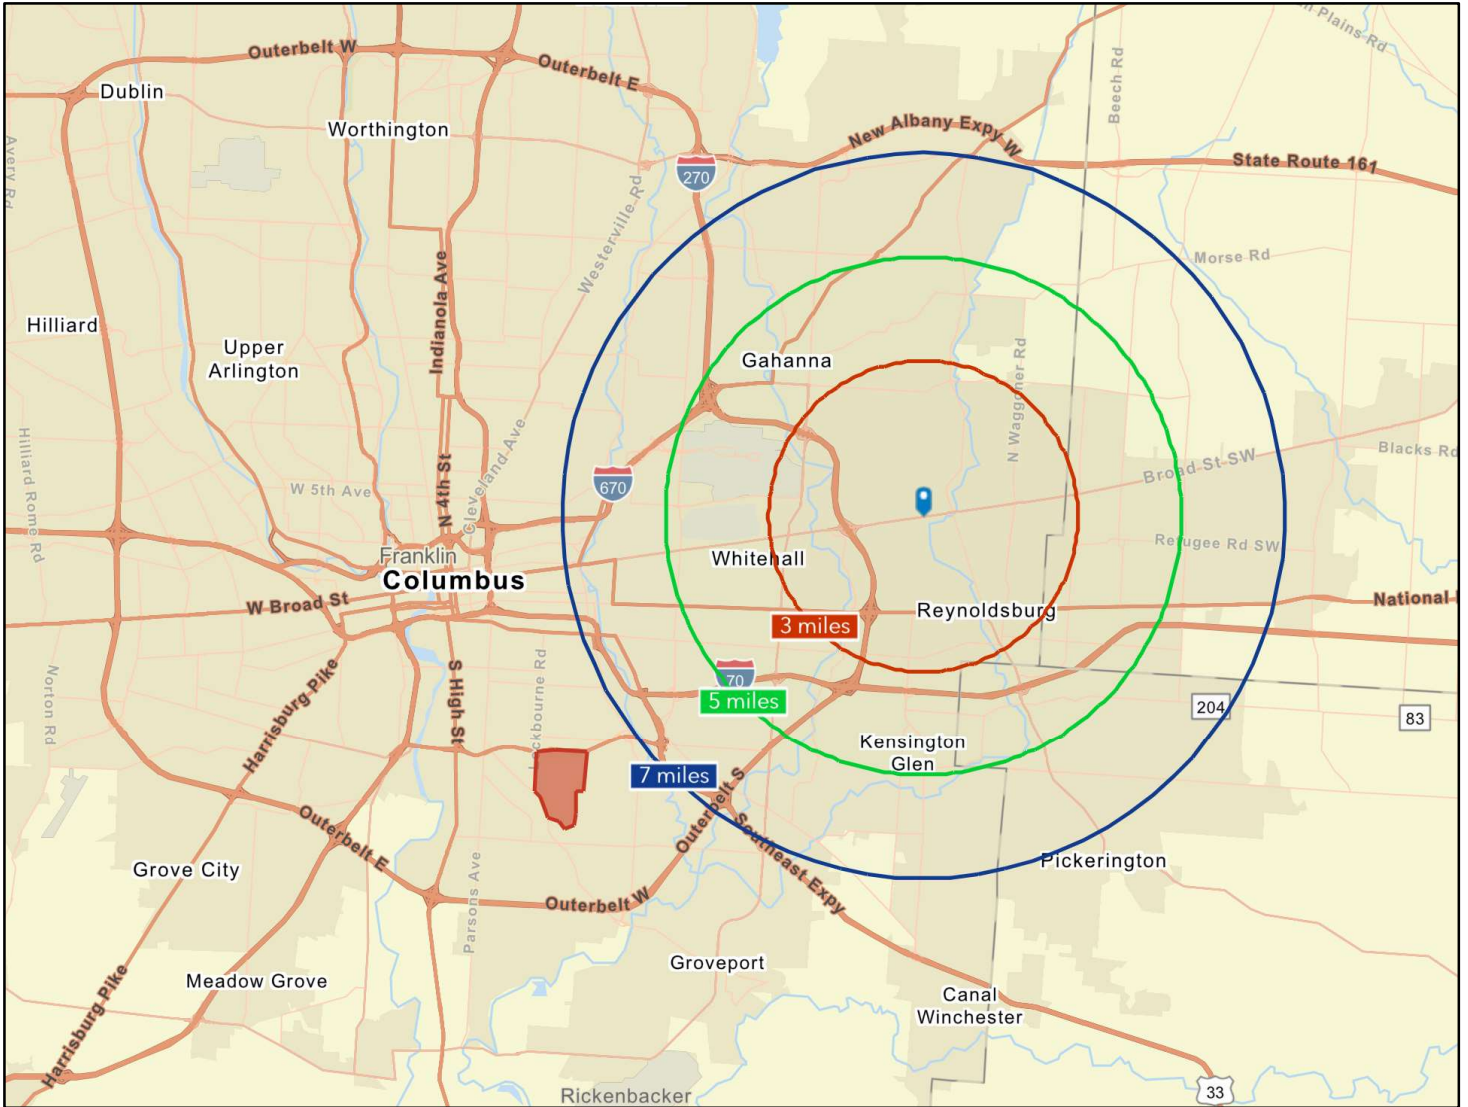 Plains Rd
Outerbelt W
Outerbelt E
Beech Rd
Dublin
Worthington
New Albany Expy W
State Route 161
Avery Rd
270
Westerville Rd
Morse Rd
Indianola Ave
Hilliard
Upper
Arlington
Gahanna
N Waggoner Rd
Hilliard Rome Rd
Cleveland Ave
Blacks Rd
Broad St SW
W 5th Ave
N 4th St
670
Franklin
Columbus
Whitehall
Refugee Rd SW
W Broad St
Reynoldsburg
National
3 miles
70
5 miles
Norton Rd
Harrisburg Pike
S High St
204
83
Kensington
Glen
7 miles
Outerbelt S
Outerbelt E
Southeast Expy
Grove City
Pickerington
Parsons Ave
Outerbelt W
Groveport
Meadow Grove
Canal
Winchester
Harrisburg Pike
Rickenbacker
33